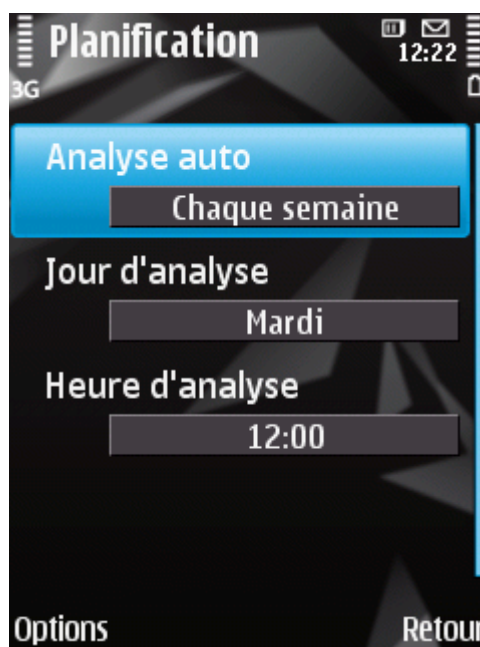 Planification
12:22
3G
Analyse auto
Chaque semaine
Jour d'analyse
Mardi
Heure d'analyse
12:00
Options
Retour